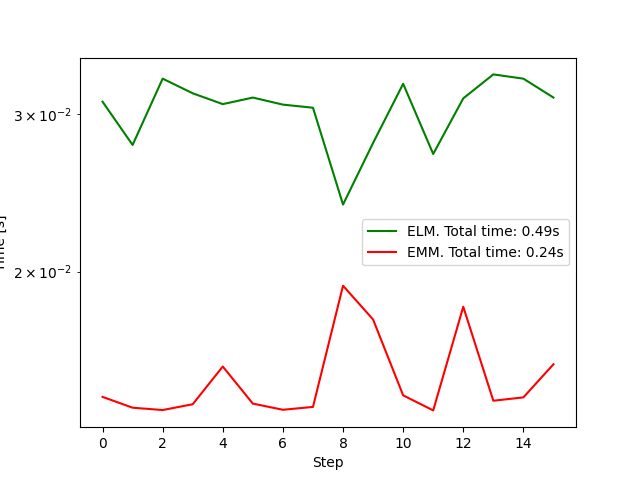 3 × 10⁻²
2 × 10⁻²
Time [s]
ELM. Total time: 0.49s
EMM. Total time: 0.24s
0 2 4 6 8 10 12 14
Step